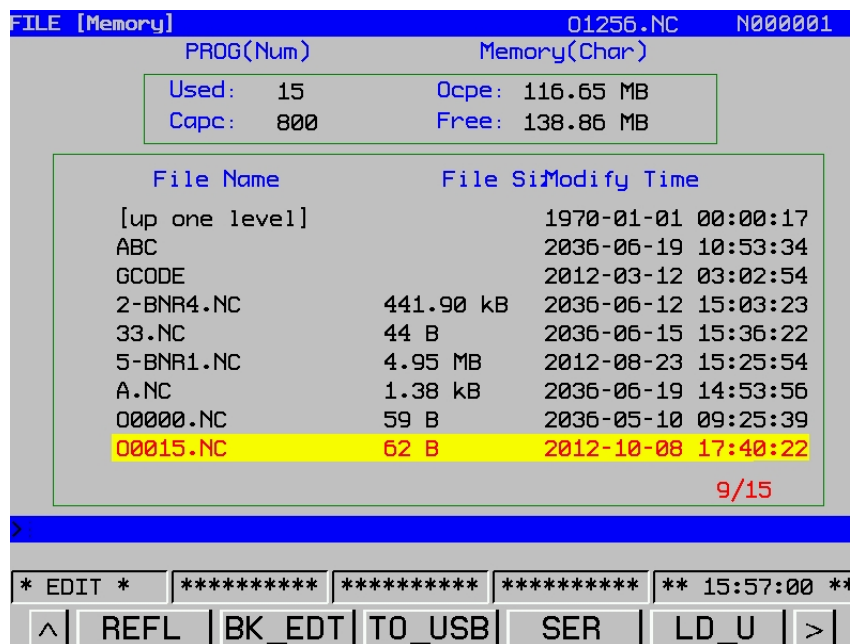 FILE [Memory] O1256.NC N000001
PROG(Num) Memory(Char)
Used: 15 Ocpe: 116.65 MB
Capc: 800 Free: 138.86 MB
File Name File Si Modify Time
[up one level] 1970-01-01 00:00:17
ABC 2036-06-19 10:53:34
GCODE 2012-03-12 03:02:54
2-BNR4.NC 441.90 kB 2036-06-12 15:03:23
33.NC 44 B 2036-06-15 15:36:22
5-BNR1.NC 4.95 MB 2012-08-23 15:25:54
A.NC 1.38 kB 2036-06-19 14:53:56
O0000.NC 59 B 2036-05-10 09:25:39
O0015.NC 62 B 2012-10-08 17:40:22
9/15
>
* EDIT * ********** ********** ********** ** 15:57:00 **
^ REFL BK_EDT TO_USB SER LD_U >